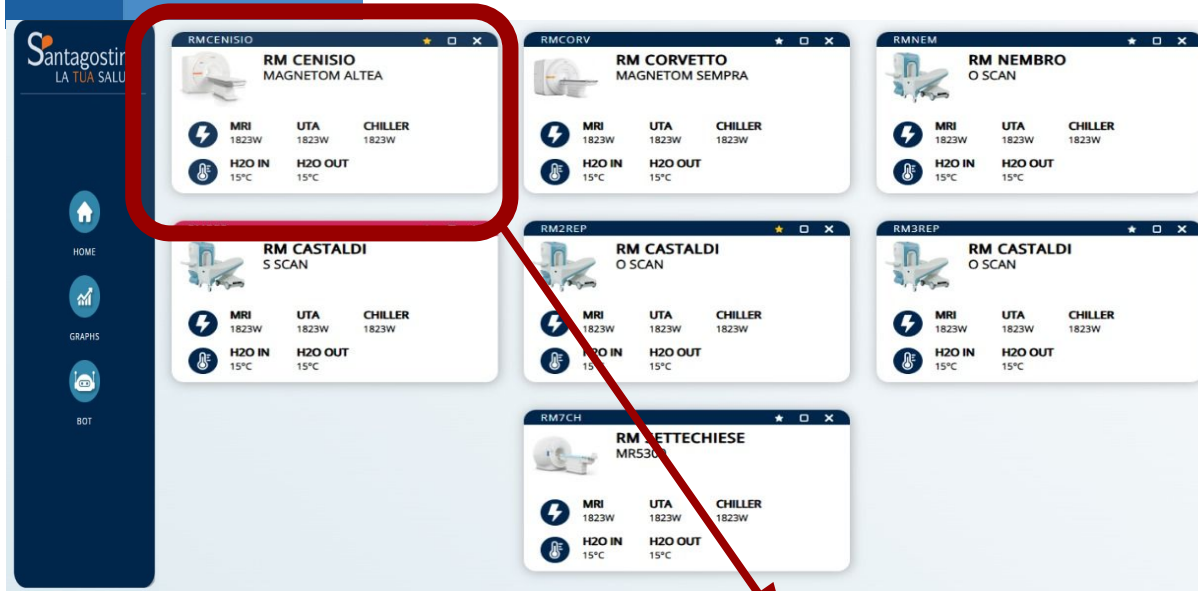 Santagostin
LA TUA SALU
HOME
GRAPHS
BOT
RMCENISIO
RM CENISIO
MAGNETOM ALTEA
MRI UTA CHILLER
1823W 1823W 1823W
H2O IN H2O OUT
15°C 15°C
RMCORV
RM CORVETTO
MAGNETOM SEMPRA
MRI UTA CHILLER
1823W 1823W 1823W
H2O IN H2O OUT
15°C 15°C
RMNEM
RM NEMBRO
O SCAN
MRI UTA CHILLER
1823W 1823W 1823W
H2O IN H2O OUT
15°C 15°C
RM CASTALDI
S SCAN
MRI UTA CHILLER
1823W 1823W 1823W
H2O IN H2O OUT
15°C 15°C
RM2REP
RM CASTALDI
O SCAN
MRI UTA CHILLER
1823W 1823W 1823W
H2O IN H2O OUT
15°C 15°C
RM3REP
RM CASTALDI
O SCAN
MRI UTA CHILLER
1823W 1823W 1823W
H2O IN H2O OUT
15°C 15°C
RM7CH
RM SETTECHIESE
MR5300
MRI UTA CHILLER
1823W 1823W 1823W
H2O IN H2O OUT
15°C 15°C